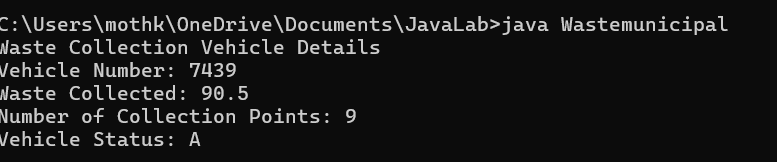 C:\Users\mothk\OneDrive\Documents\JavaLab>java Wastemunicipal
Waste Collection Vehicle Details
Vehicle Number: 7439
Waste Collected: 90.5
Number of Collection Points: 9
Vehicle Status: A